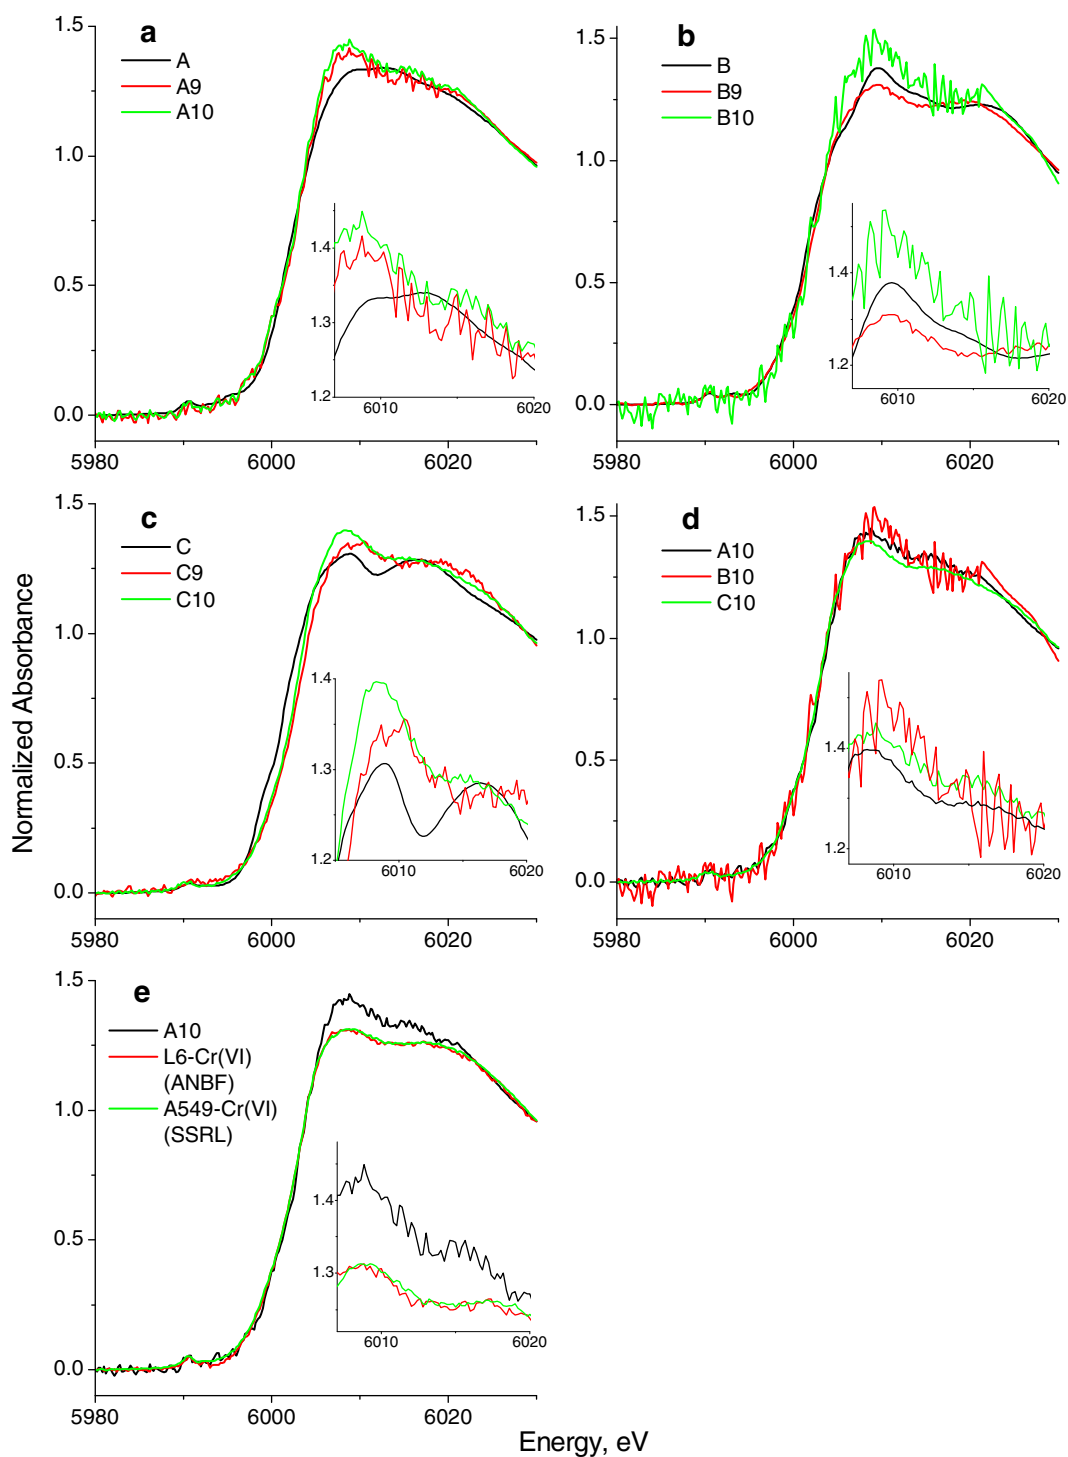 a
A
A9
A10
1.5
1.0
0.5
0.0
1.4
1.3
1.2
6010
6020
5980
6000
6020
b
B
B9
B10
1.5
1.0
0.5
0.0
1.4
1.2
6010
6020
5980
6000
6020
c
C
C9
C10
1.5
1.0
0.5
0.0
1.4
1.3
1.2
6010
6020
5980
6000
6020
d
A10
B10
C10
1.5
1.0
0.5
0.0
1.4
1.2
6010
6020
5980
6000
6020
Normalized Absorbance
e
A10
L6-Cr(VI)
(ANBF)
A549-Cr(VI)
(SSRL)
1.5
1.0
0.5
0.0
1.4
1.3
6010
6020
5980
6000
6020
Energy, eV